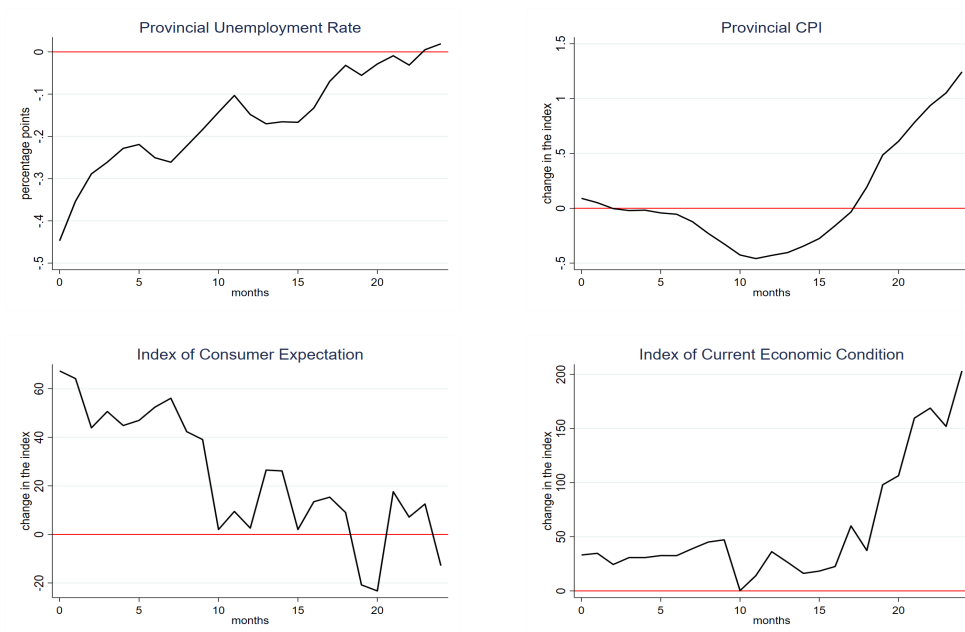 Provincial Unemployment Rate
percentage points
0
-.1
-.2
-.3
-.4
-.5
0 5 10 15 20
months
Provincial CPI
change in the index
1.5
1
.5
0
-.5
0 5 10 15 20
months
Index of Consumer Expectation
change in the index
60
40
20
0
-20
0 5 10 15 20
months
Index of Current Economic Condition
change in the index
200
150
100
50
0
0 5 10 15 20
months